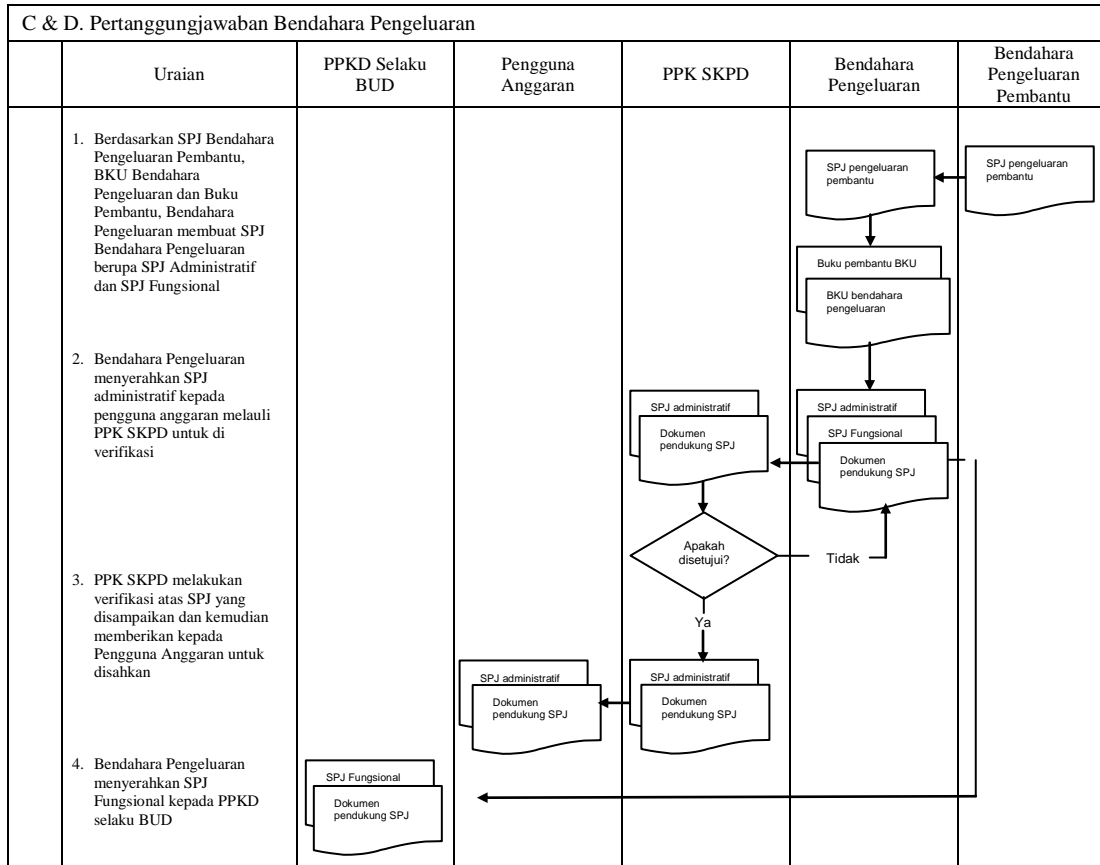 C & D. Pertanggungjawaban Bendahara Pengeluaran
Uraian
PPKD Selaku
BUD
Pengguna
Anggaran
PPK SKPD
Bendahara
Pengeluaran
Bendahara
Pengeluaran
Pembantu
1. Berdasarkan SPJ Bendahara
Pengeluaran Pembantu,
BKU Bendahara
Pengeluaran dan Buku
Pembantu, Bendahara
Pengeluaran membuat SPJ
Bendahara Pengeluaran
berupa SPJ Administratif
dan SPJ Fungsional
SPJ pengeluaran
pembantu
SPJ pengeluaran
pembantu
Buku pembantu BKU
BKU bendahara
pengeluaran
2. Bendahara Pengeluaran
menyerahkan SPJ
administratif kepada
pengguna anggaran melauli
PPK SKPD untuk di
verifikasi
SPJ administratif
Dokumen
pendukung SPJ
SPJ administratif
SPJ Fungsional
Dokumen
pendukung SPJ
Apakah
disetujui?
Tidak
Ya
3. PPK SKPD melakukan
verifikasi atas SPJ yang
disampaikan dan kemudian
memberikan kepada
Pengguna Anggaran untuk
disahkan
SPJ administratif
Dokumen
pendukung SPJ
SPJ administratif
Dokumen
pendukung SPJ
4. Bendahara Pengeluaran
menyerahkan SPJ
Fungsional kepada PPKD
selaku BUD
SPJ Fungsional
Dokumen
pendukung SPJ